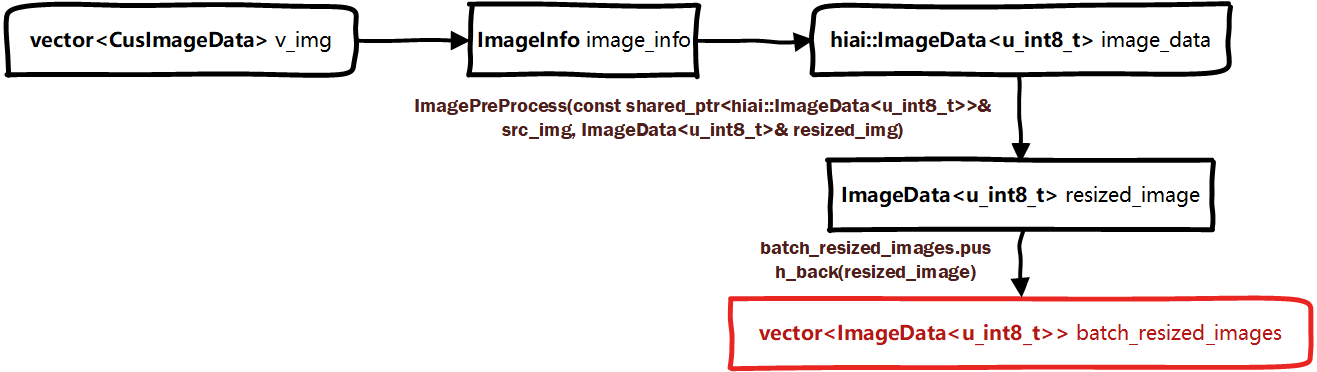 vector<CusImageData> v_img
ImageInfo image_info
hiai::ImageData<u_int8_t> image_data
ImagePreProcess(const shared_ptr<hiai::ImageData<u_int8_t>>&
src_img, ImageData<u_int8_t>& resized_img)
ImageData<u_int8_t> resized_image
batch_resized_images.pus
h_back(resized_image)
vector<ImageData<u_int8_t>> batch_resized_images